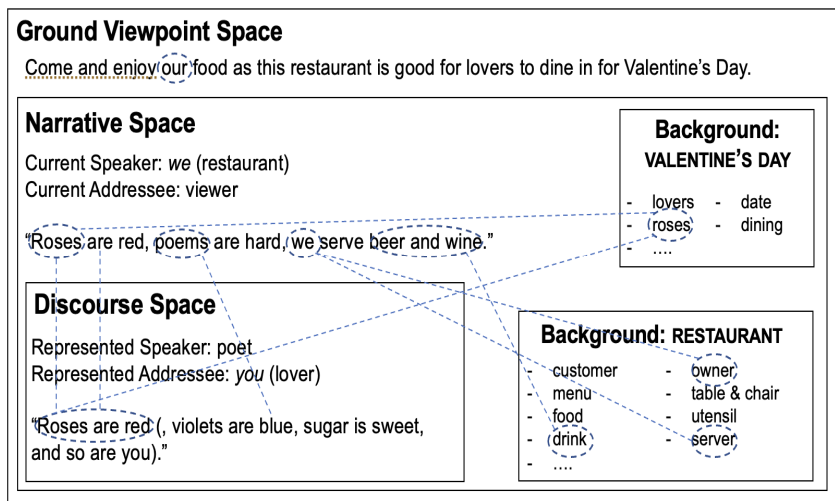 Ground Viewpoint Space
Come and enjoy our food as this restaurant is good for lovers to dine in for Valentine's Day.
Narrative Space
Current Speaker: we (restaurant)
Current Addressee: viewer
"Roses are red, poems are hard, we serve beer and wine."
Background:
VALENTINE'S DAY
- lovers - date
- roses - dining
- ....
Discourse Space
Represented Speaker: poet
Represented Addressee: you (lover)
"Roses are red (, violets are blue, sugar is sweet,
and so are you)."
Background: RESTAURANT
- customer - owner
- menu - table & chair
- food - utensil
- drink - server
- ....